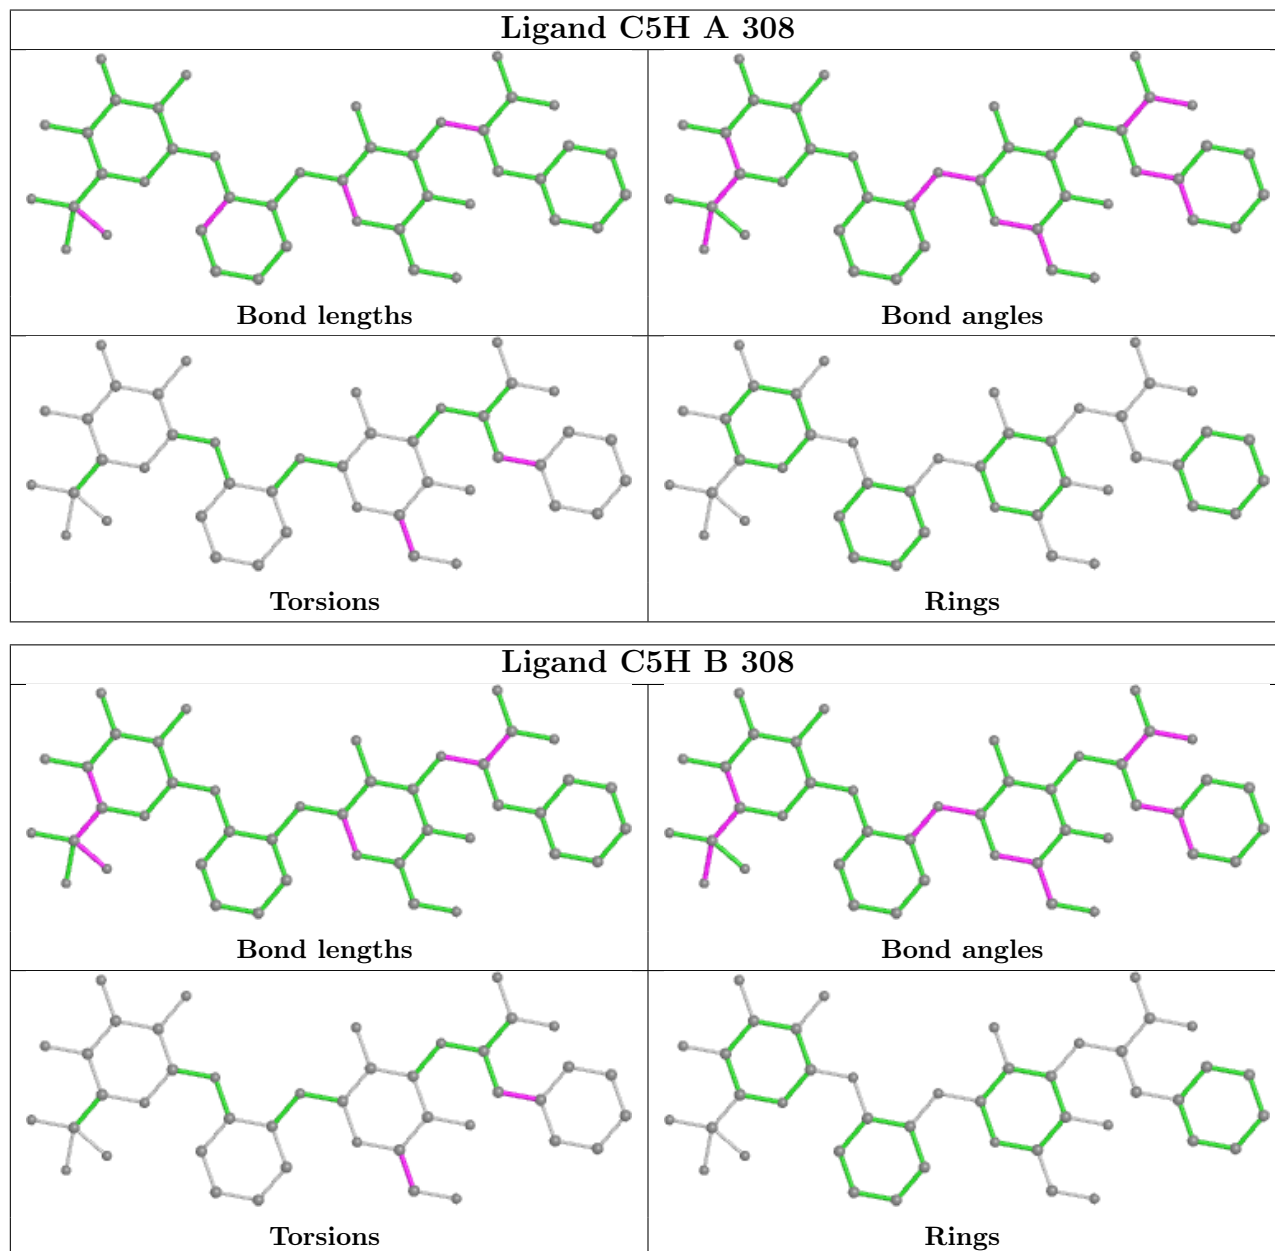 Ligand C5H A 308
Bond lengths
Bond angles
Torsions
Rings
Ligand C5H B 308
Bond lengths
Bond angles
Torsions
Rings